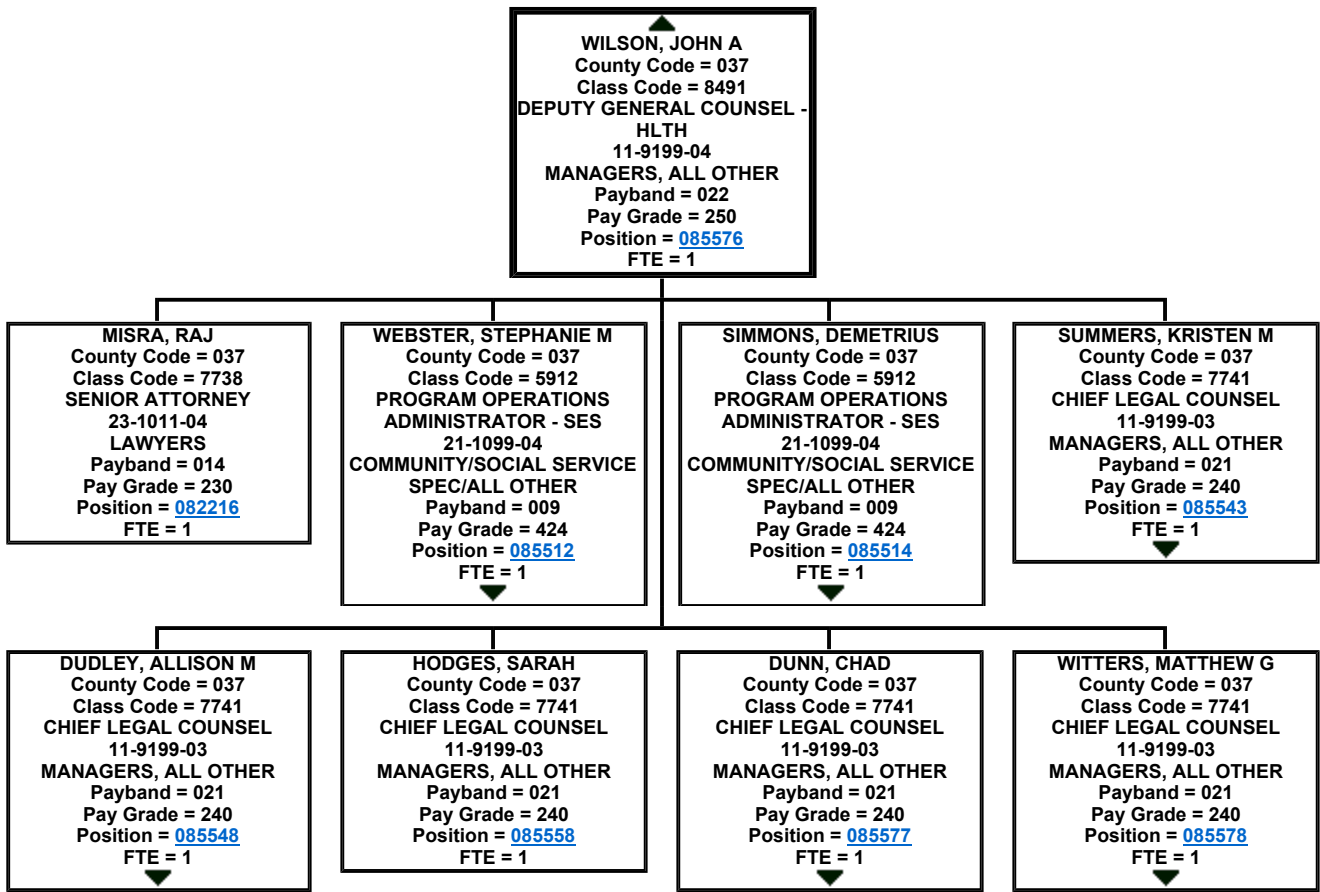 WILSON, JOHN A
County Code = 037
Class Code = 8491
DEPUTY GENERAL COUNSEL -
HLTH
11-9199-04
MANAGERS, ALL OTHER
Payband = 022
Pay Grade = 250
Position = 085576
FTE = 1
MISRA, RAJ
County Code = 037
Class Code = 7738
SENIOR ATTORNEY
23-1011-04
LAWYERS
Payband = 014
Pay Grade = 230
Position = 082216
FTE = 1
WEBSTER, STEPHANIE M
County Code = 037
Class Code = 5912
PROGRAM OPERATIONS
ADMINISTRATOR - SES
21-1099-04
COMMUNITY/SOCIAL SERVICE
SPEC/ALL OTHER
Payband = 009
Pay Grade = 424
Position = 085512
FTE = 1
SIMMONS, DEMETRIUS
County Code = 037
Class Code = 5912
PROGRAM OPERATIONS
ADMINISTRATOR - SES
21-1099-04
COMMUNITY/SOCIAL SERVICE
SPEC/ALL OTHER
Payband = 009
Pay Grade = 424
Position = 085514
FTE = 1
SUMMERS, KRISTEN M
County Code = 037
Class Code = 7741
CHIEF LEGAL COUNSEL
11-9199-03
MANAGERS, ALL OTHER
Payband = 021
Pay Grade = 240
Position = 085543
FTE = 1
DUDLEY, ALLISON M
County Code = 037
Class Code = 7741
CHIEF LEGAL COUNSEL
11-9199-03
MANAGERS, ALL OTHER
Payband = 021
Pay Grade = 240
Position = 085548
FTE = 1
HODGES, SARAH
County Code = 037
Class Code = 7741
CHIEF LEGAL COUNSEL
11-9199-03
MANAGERS, ALL OTHER
Payband = 021
Pay Grade = 240
Position = 085558
FTE = 1
DUNN, CHAD
County Code = 037
Class Code = 7741
CHIEF LEGAL COUNSEL
11-9199-03
MANAGERS, ALL OTHER
Payband = 021
Pay Grade = 240
Position = 085577
FTE = 1
WITTERS, MATTHEW G
County Code = 037
Class Code = 7741
CHIEF LEGAL COUNSEL
11-9199-03
MANAGERS, ALL OTHER
Payband = 021
Pay Grade = 240
Position = 085578
FTE = 1